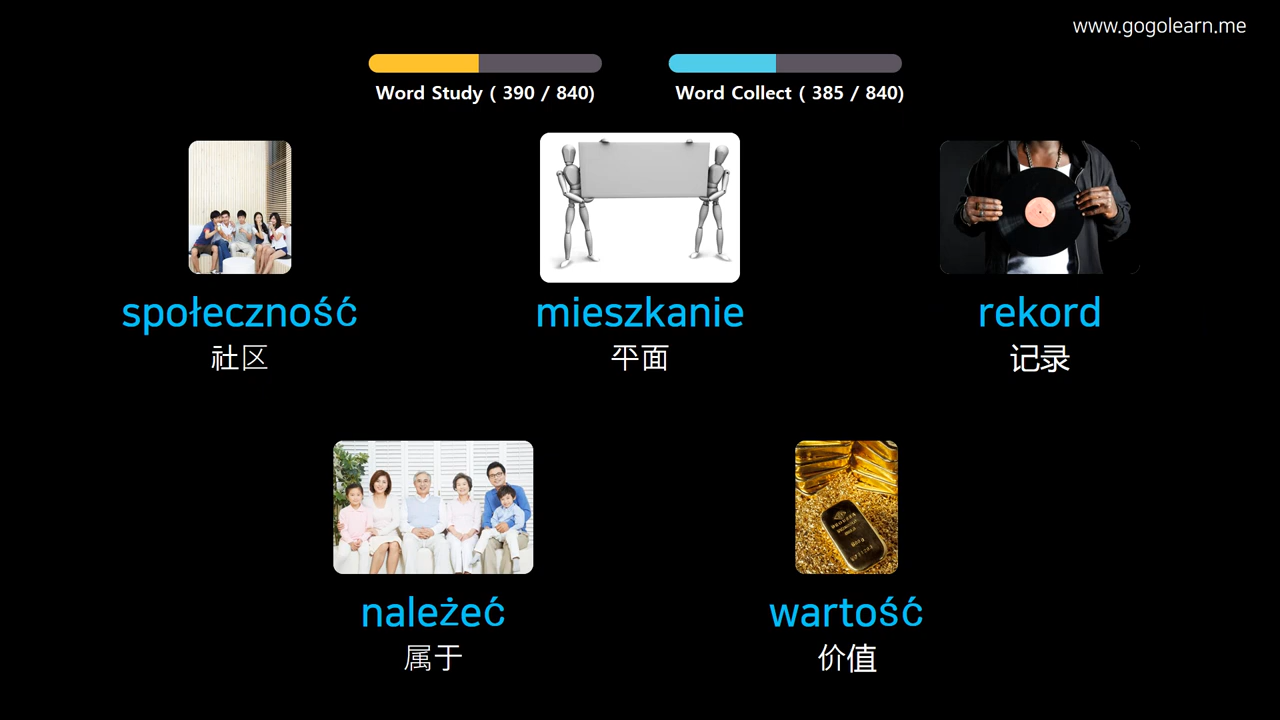 www.gogolearn.me
Word Study ( 390 / 840)
Word Collect ( 385 / 840)
społeczność
社区
mieszkanie
平面
rekord
记录
należeć
属于
wartość
价值